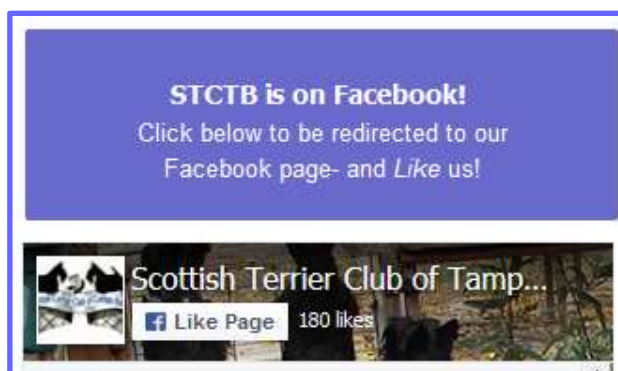 STCTB is on Facebook!
Click below to be redirected to our
Facebook page- and Like us!
Scottish Terrier Club of Tamp...
Like Page 180 likes